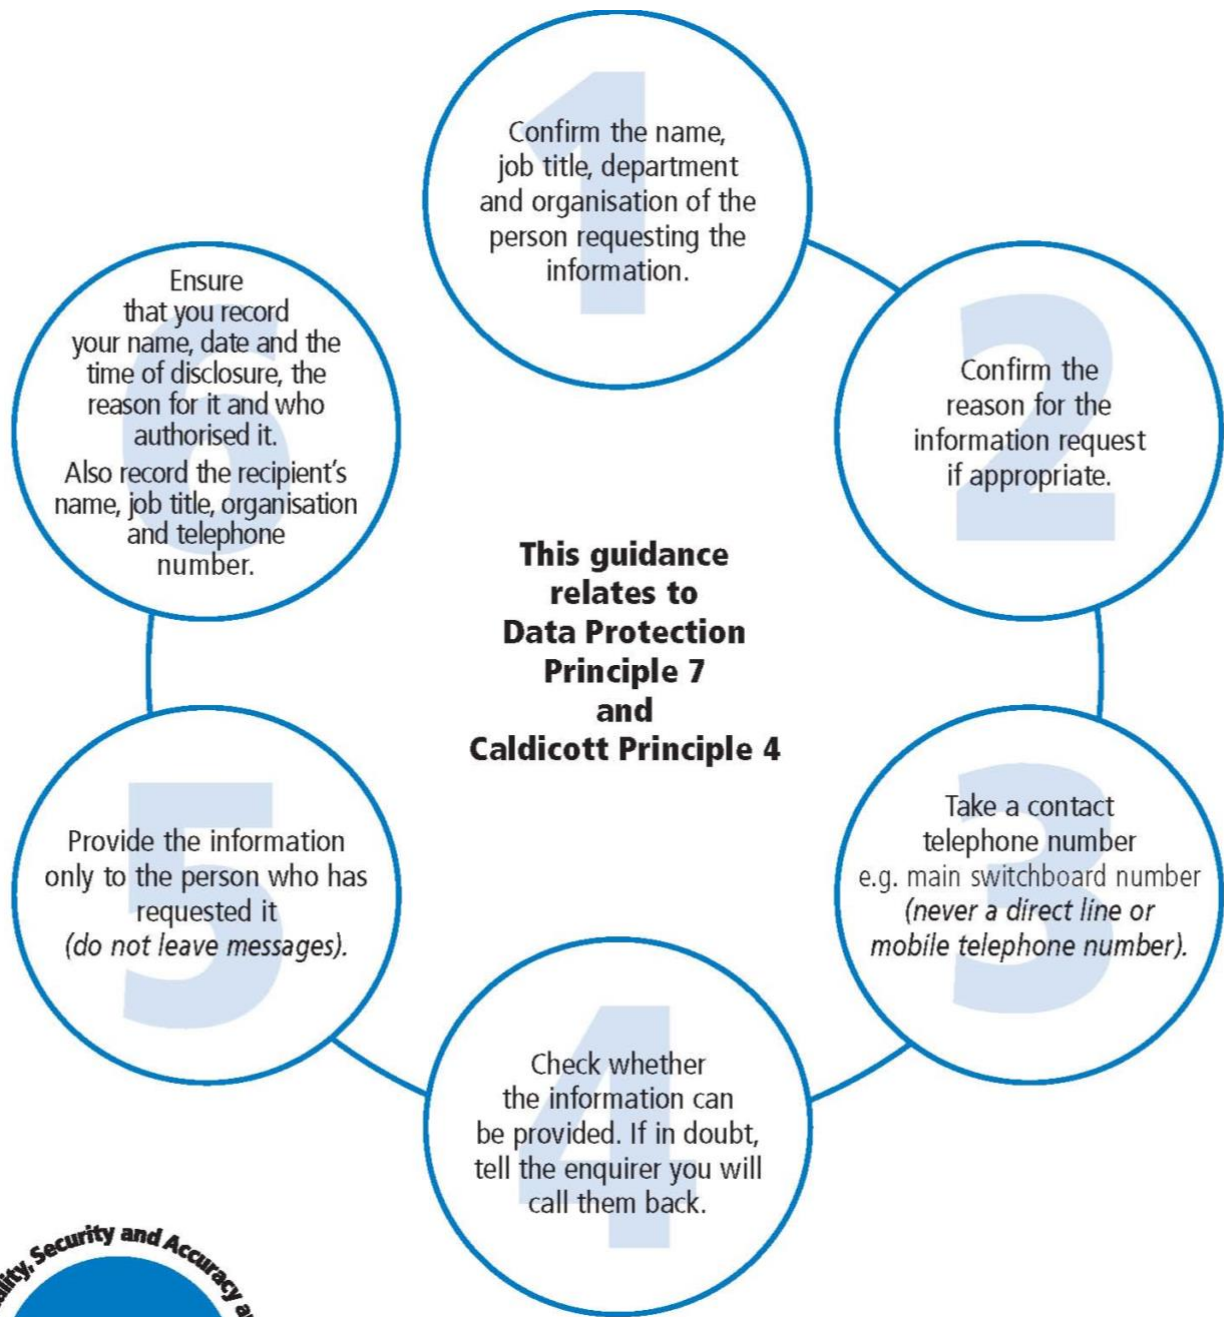 1
Confirm the name,
job title, department
and organisation of the
person requesting the
information.
2
Confirm the
reason for the
information request
if appropriate.
3
Take a contact
telephone number
e.g. main switchboard number
(never a direct line or
mobile telephone number).
4
Check whether
the information can
be provided. If in doubt,
tell the enquirer you will
call them back.
5
Provide the information
only to the person who has
requested it
(do not leave messages).
6
Ensure
that you record
your name, date and the
time of disclosure, the
reason for it and who
authorised it.
Also record the recipient's
name, job title, organisation
and telephone
number.
This guidance
relates to
Data Protection
Principle 7
and
Caldicott Principle 4
Security and Accuracy